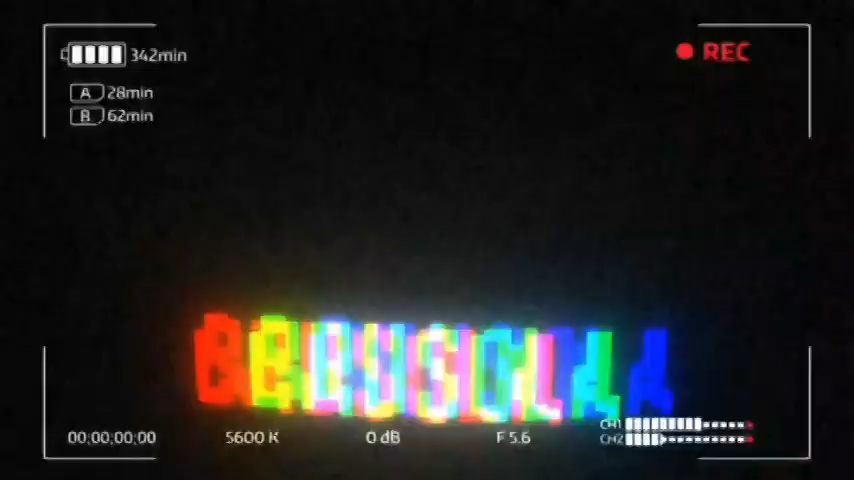 342min
REC
A 28min
B 62min
00;00;00;00
5600 K
0 dB
F 5.6
CH1
CH2